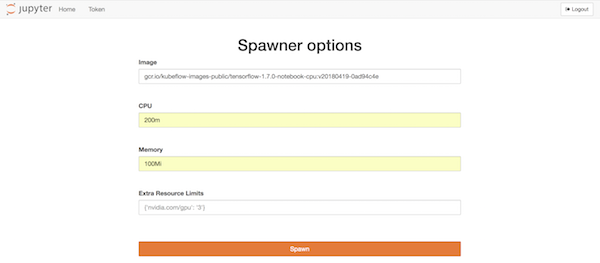 jupyter Home Token Logout
Spawner options
Image
gcr.io/kubeflow-images-public/tensorflow-1.7.0-notebook-cpu:v20180419-0ad94c4e
CPU
200m
Memory
100Mi
Extra Resource Limits
{'nvidia.com/gpu': '3'}
Spawn